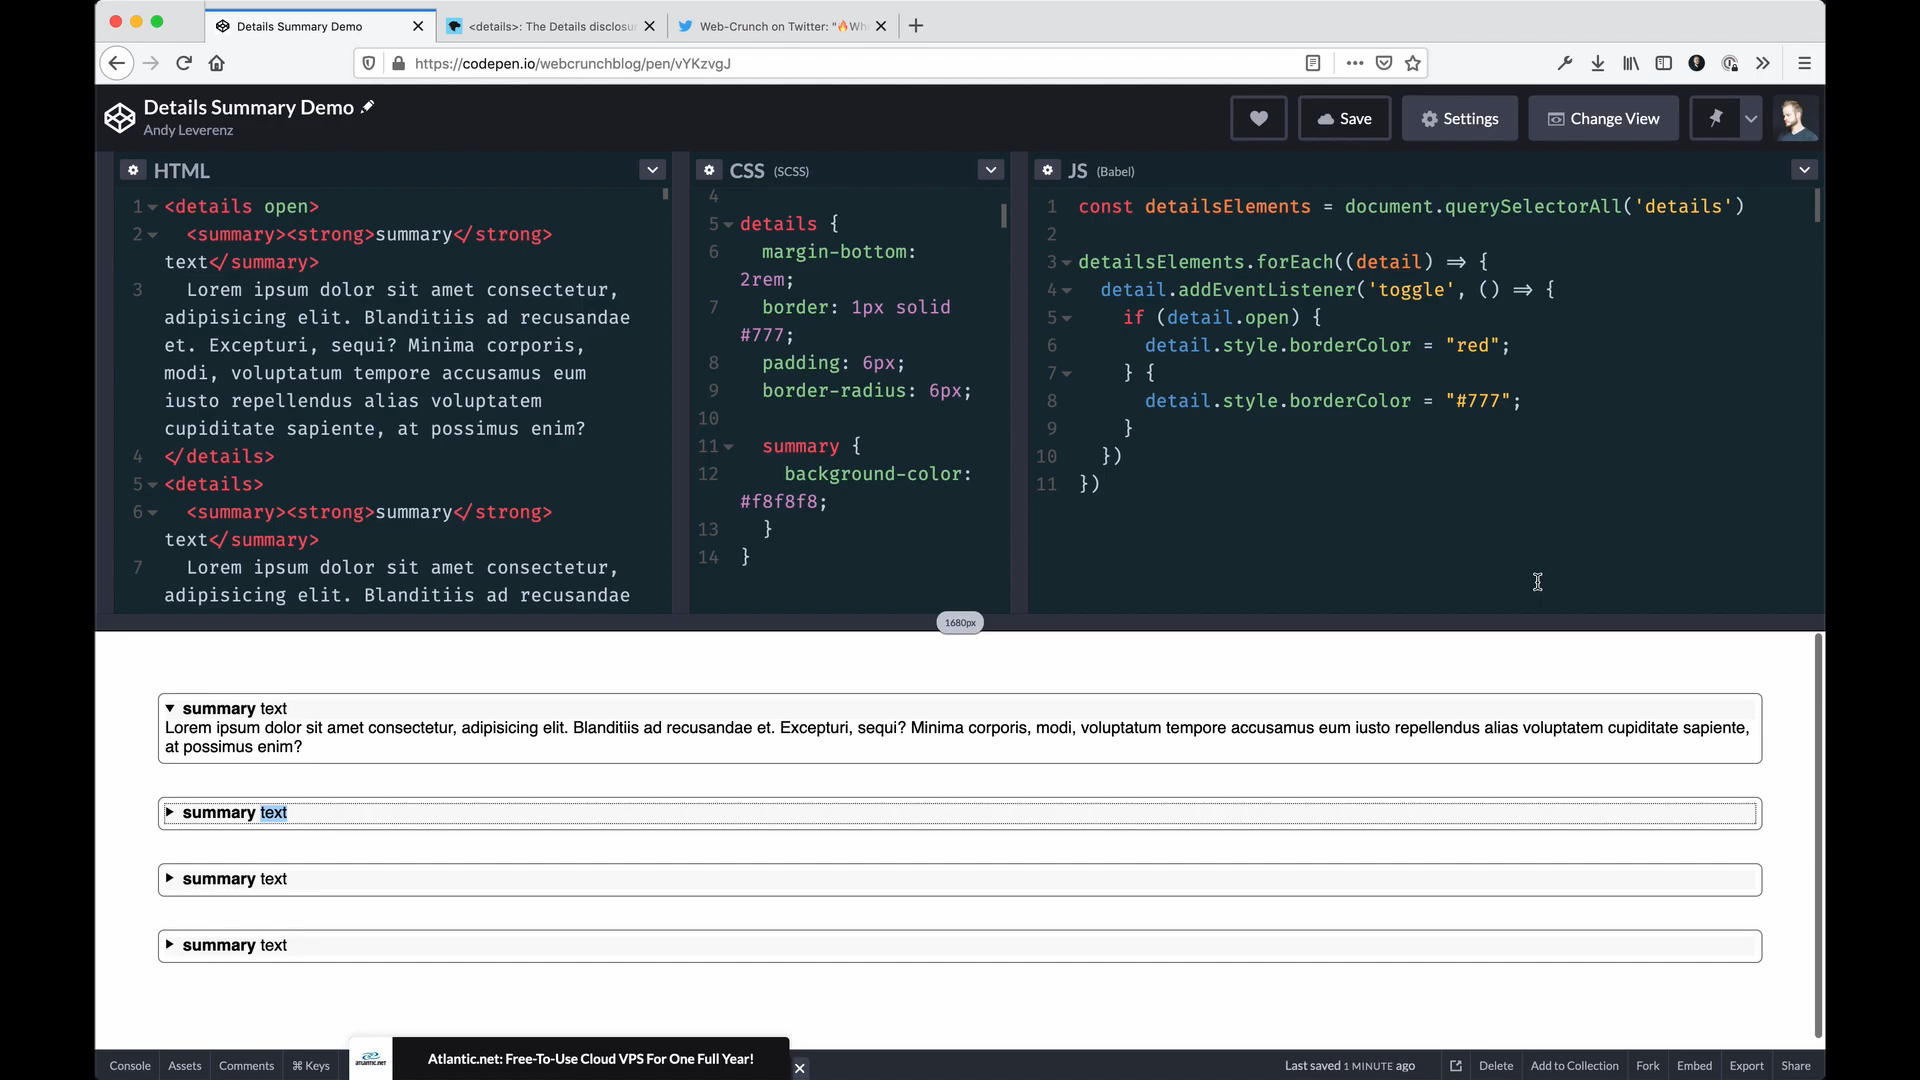 Details Summary Demo
<details>: The Details disclosu
Web-Crunch on Twitter: "🔥Wh
https://codepen.io/webcrunchblog/pen/vYKzvgJ
Details Summary Demo
Andy Leverenz
Save
Settings
Change View
HTML
1 <details open>
2 <summary><strong>summary</strong>
text</summary>
3 Lorem ipsum dolor sit amet consectetur,
adipisicing elit. Blanditiis ad recusandae
et. Excepturi, sequi? Minima corporis,
modi, voluptatum tempore accusamus eum
iusto repellendus alias voluptatem
cupiditate sapiente, at possimus enim?
4 </details>
5 <details>
6 <summary><strong>summary</strong>
text</summary>
7 Lorem ipsum dolor sit amet consectetur,
adipisicing elit. Blanditiis ad recusandae
CSS (SCSS)
4
5 details {
6 margin-bottom:
2rem;
7 border: 1px solid
#777;
8 padding: 6px;
9 border-radius: 6px;
10
11 summary {
12 background-color:
#f8f8f8;
13 }
14 }
JS (Babel)
1 const detailsElements = document.querySelectorAll('details')
2
3 detailsElements.forEach((detail) => {
4 detail.addEventListener('toggle', () => {
5 if (detail.open) {
6 detail.style.borderColor = "red";
7 } {
8 detail.style.borderColor = "#777";
9 }
10 })
11 })
1680px
summary text
Lorem ipsum dolor sit amet consectetur, adipisicing elit. Blanditiis ad recusandae et. Excepturi, sequi? Minima corporis, modi, voluptatum tempore accusamus eum iusto repellendus alias voluptatem cupiditate sapiente,
at possimus enim?
summary text
summary text
summary text
Console
Assets
Comments
⌘ Keys
atlantic.net
Atlantic.net: Free-To-Use Cloud VPS For One Full Year!
Last saved 1 MINUTE ago
Delete
Add to Collection
Fork
Embed
Export
Share